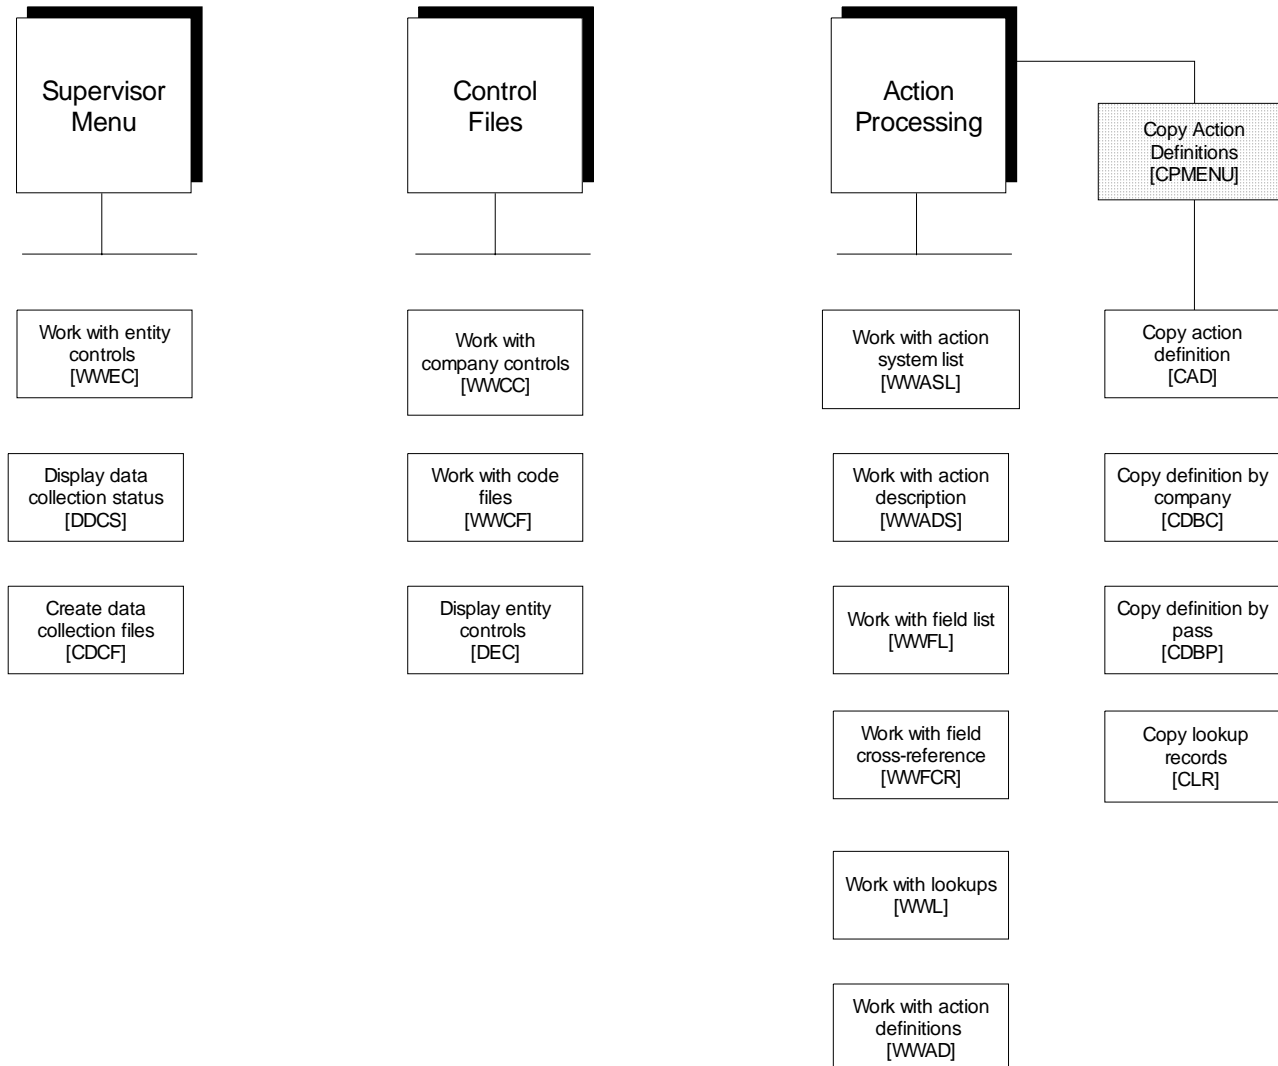 Supervisor
Menu
Control
Files
Action
Processing
Copy Action
Definitions
[CPMENU]
Work with entity
controls
[WWEC]
Work with
company controls
[WWCC]
Work with action
system list
[WWASL]
Copy action
definition
[CAD]
Display data
collection status
[DDCS]
Work with code
files
[WWCF]
Work with action
description
[WWADS]
Copy definition by
company
[CDBC]
Create data
collection files
[CDCF]
Display entity
controls
[DEC]
Work with field list
[WWFL]
Copy definition by
pass
[CDBP]
Work with field
cross-reference
[WWFCR]
Copy lookup
records
[CLR]
Work with lookups
[WWL]
Work with action
definitions
[WWAD]